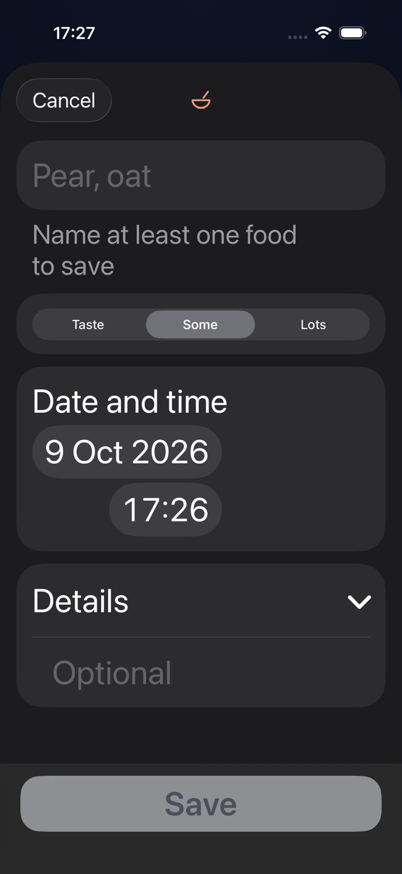 17:27
Cancel
Pear, oat
Name at least one food
to save
Taste Some Lots
Date and time
9 Oct 2026
17:26
Details
Optional
Save